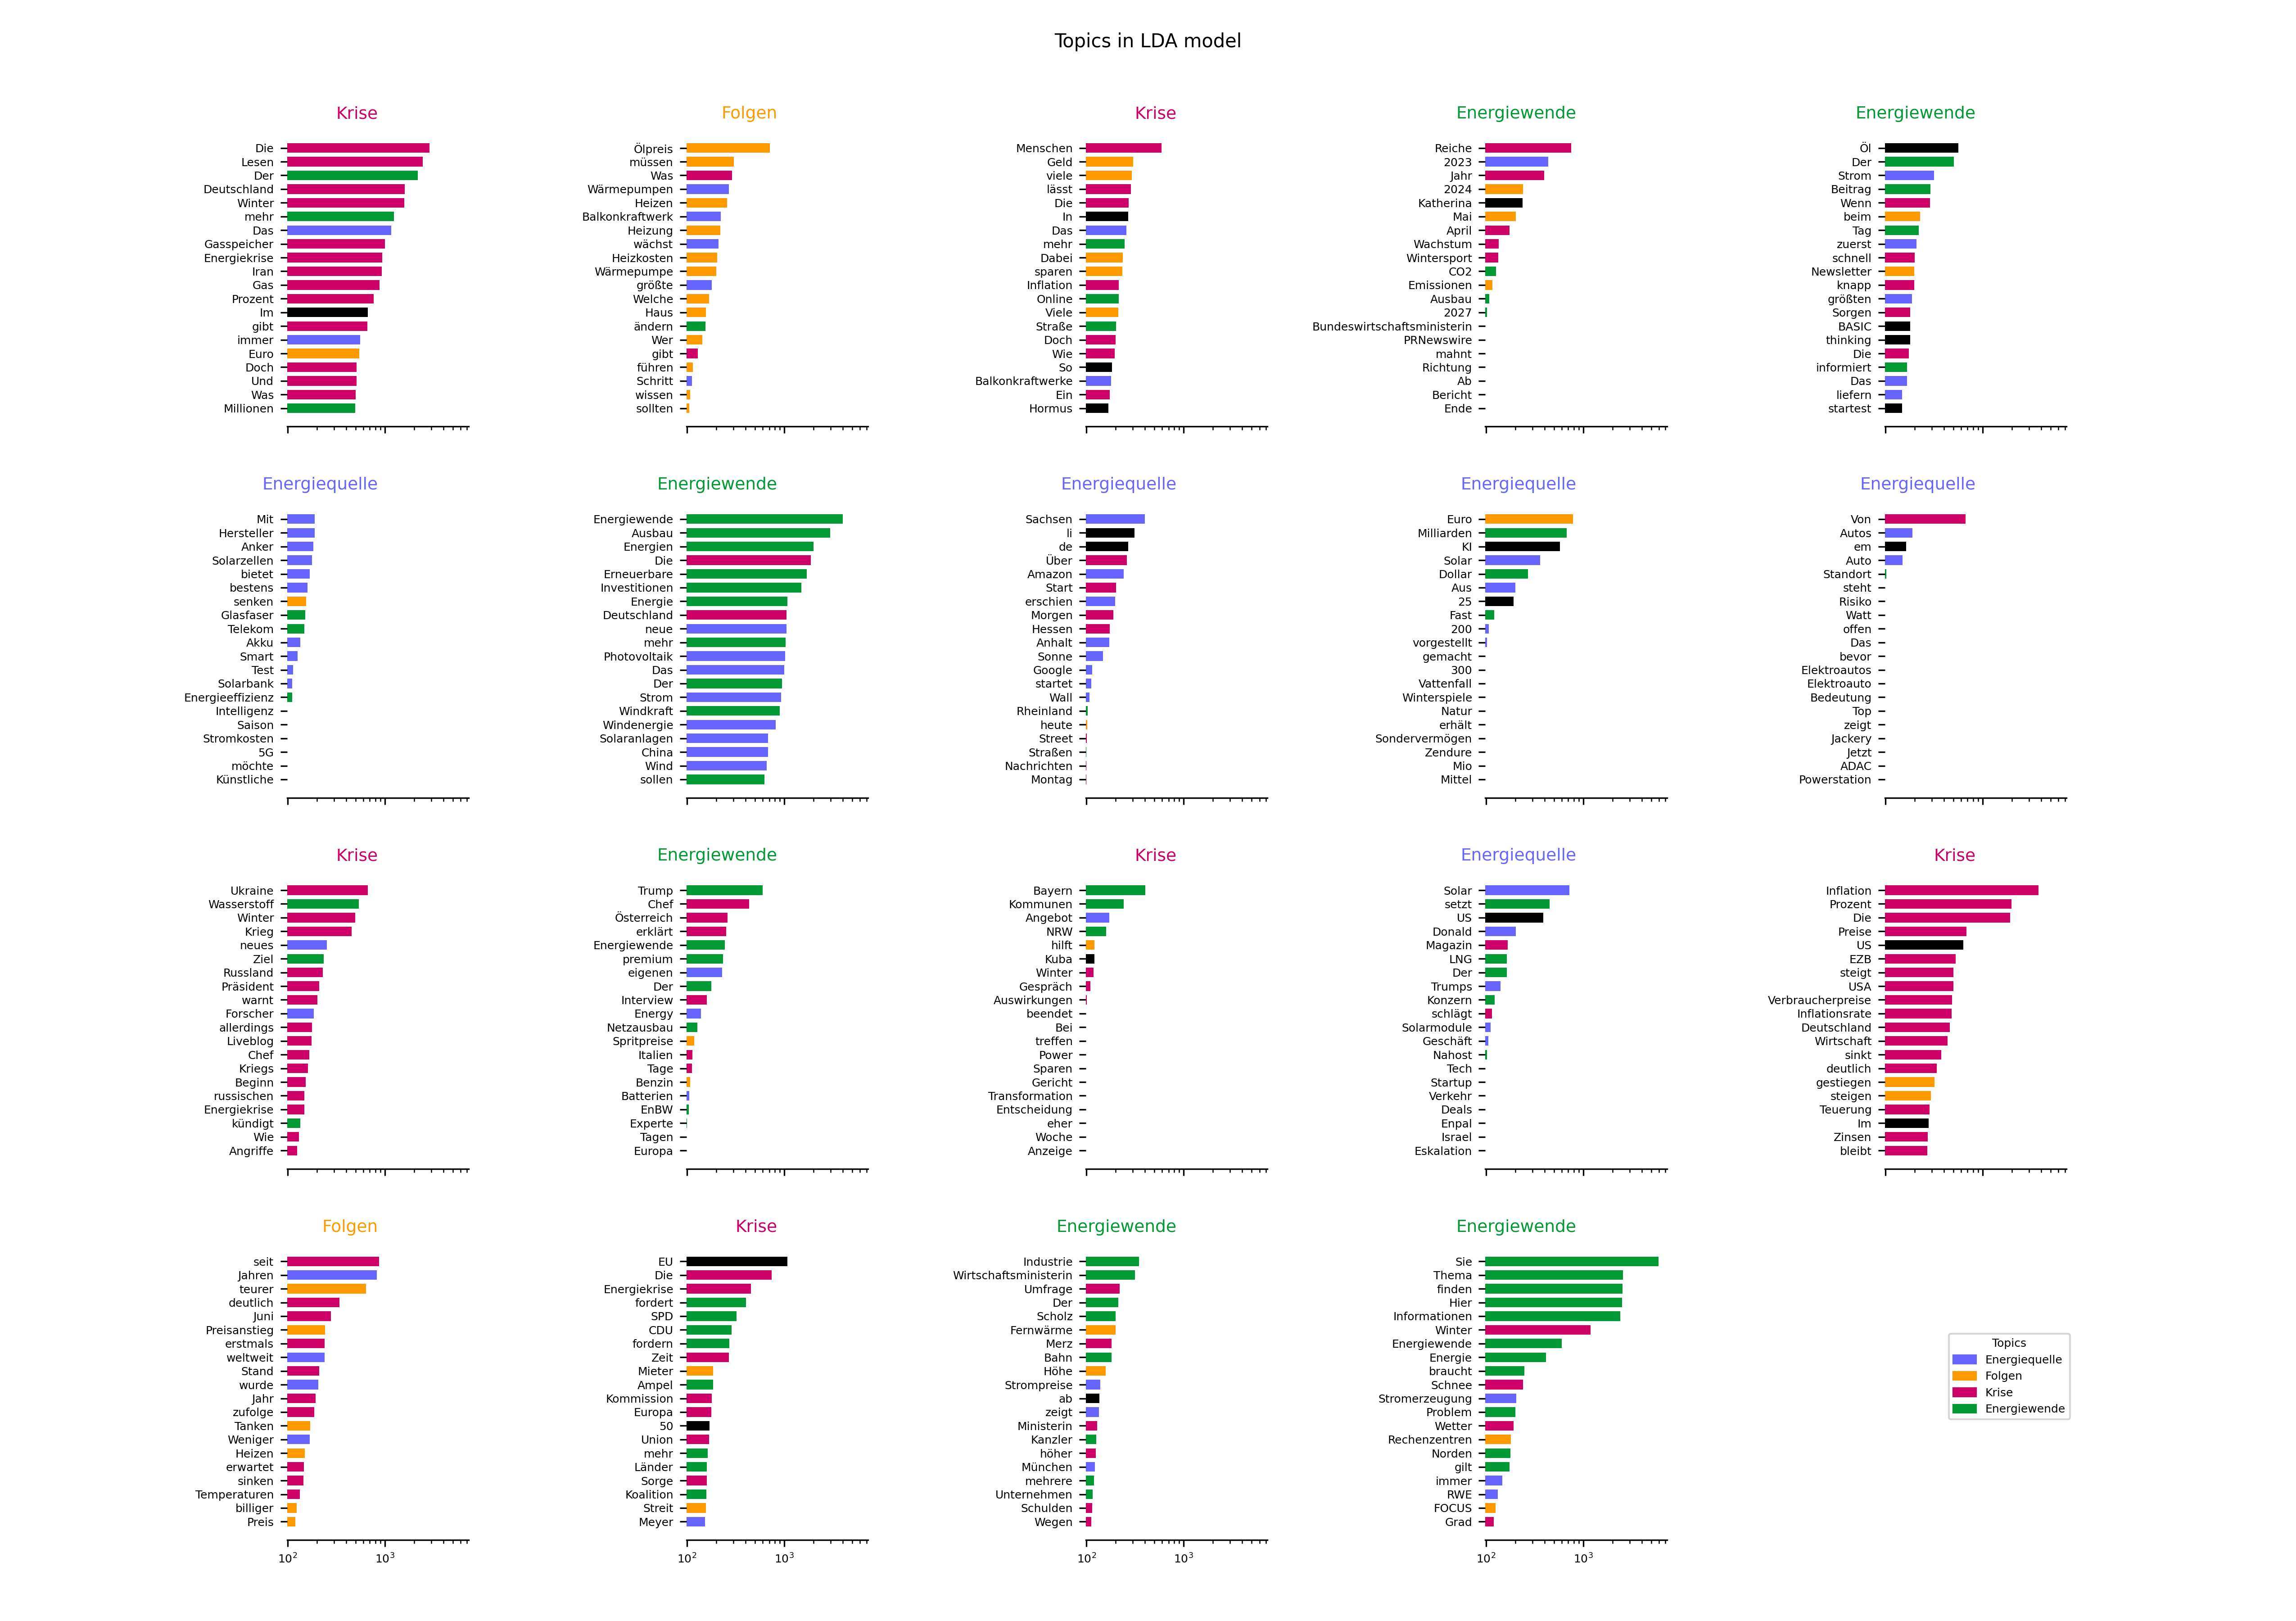 Topics in LDA model
Krise
Die
Lesen
Der
Deutschland
Winter
mehr
Das
Gasspeicher
Energiekrise
Iran
Gas
Prozent
Im
gibt
immer
Euro
Doch
Und
Was
Millionen
Folgen
Ölpreis
müssen
Was
Wärmepumpen
Heizen
Balkonkraftwerk
Heizung
wächst
Heizkosten
Wärmepumpe
größte
Welche
Haus
ändern
Wer
gibt
führen
Schritt
wissen
sollten
Krise
Menschen
Geld
viele
lässt
Die
In
Das
mehr
Dabei
sparen
Inflation
Online
Viele
Straße
Doch
Wie
So
Balkonkraftwerke
Ein
Hormus
Energiewende
Reiche
2023
Jahr
2024
Katherina
Mai
April
Wachstum
Wintersport
CO2
Emissionen
Ausbau
2027
Bundeswirtschaftsministerin
PRNewswire
mahnt
Richtung
Ab
Bericht
Ende
Energiewende
Öl
Der
Strom
Beitrag
Wenn
beim
Tag
zuerst
schnell
Newsletter
knapp
größten
Sorgen
BASIC
thinking
Die
informiert
Das
liefern
startest
Energiequelle
Mit
Hersteller
Anker
Solarzellen
bietet
bestens
senken
Glasfaser
Telekom
Akku
Smart
Test
Solarbank
Energieeffizienz
Intelligenz
Saison
Stromkosten
5G
möchte
Künstliche
Energiewende
Energiewende
Ausbau
Energien
Die
Erneuerbare
Investitionen
Energie
Deutschland
neue
mehr
Photovoltaik
Das
Der
Strom
Windkraft
Windenergie
Solaranlagen
China
Wind
sollen
Energiequelle
Sachsen
li
de
Über
Amazon
Start
erschien
Morgen
Hessen
Anhalt
Sonne
Google
startet
Wall
Rheinland
heute
Street
Straßen
Nachrichten
Montag
Energiequelle
Euro
Milliarden
KI
Solar
Dollar
Aus
25
Fast
200
vorgestellt
gemacht
300
Vattenfall
Winterspiele
Natur
erhält
Sondervermögen
Zendure
Mio
Mittel
Energiequelle
Von
Autos
em
Auto
Standort
steht
Risiko
Watt
offen
Das
bevor
Elektroautos
Elektroauto
Bedeutung
Top
zeigt
Jackery
Jetzt
ADAC
Powerstation
Krise
Ukraine
Wasserstoff
Winter
Krieg
neues
Ziel
Russland
Präsident
warnt
Forscher
allerdings
Liveblog
Chef
Kriegs
Beginn
russischen
Energiekrise
kündigt
Wie
Angriffe
Energiewende
Trump
Chef
Österreich
erklärt
Energiewende
premium
eigenen
Der
Interview
Energy
Netzausbau
Spritpreise
Italien
Tage
Benzin
Batterien
EnBW
Experte
Tagen
Europa
Krise
Bayern
Kommunen
Angebot
NRW
hilft
Kuba
Winter
Gespräch
Auswirkungen
beendet
Bei
treffen
Power
Sparen
Gericht
Transformation
Entscheidung
eher
Woche
Anzeige
Energiequelle
Solar
setzt
US
Donald
Magazin
LNG
Der
Trumps
Konzern
schlägt
Solarmodule
Geschäft
Nahost
Tech
Startup
Verkehr
Deals
Enpal
Israel
Eskalation
Krise
Inflation
Prozent
Die
Preise
US
EZB
steigt
USA
Verbraucherpreise
Inflationsrate
Deutschland
Wirtschaft
sinkt
deutlich
gestiegen
steigen
Teuerung
Im
Zinsen
bleibt
Folgen
seit
Jahren
teurer
deutlich
Juni
Preisanstieg
erstmals
weltweit
Stand
wurde
Jahr
zufolge
Tanken
Weniger
Heizen
erwartet
sinken
Temperaturen
billiger
Preis
10² 10³
Krise
EU
Die
Energiekrise
fordert
SPD
CDU
fordern
Zeit
Mieter
Ampel
Kommission
Europa
50
Union
mehr
Länder
Sorge
Koalition
Streit
Meyer
10² 10³
Energiewende
Industrie
Wirtschaftsministerin
Umfrage
Der
Scholz
Fernwärme
Merz
Bahn
Höhe
Strompreise
ab
zeigt
Ministerin
Kanzler
höher
München
mehrere
Unternehmen
Schulden
Wegen
10² 10³
Energiewende
Sie
Thema
finden
Hier
Informationen
Winter
Energiewende
Energie
braucht
Schnee
Stromerzeugung
Problem
Wetter
Rechenzentren
Norden
gilt
immer
RWE
FOCUS
Grad
10² 10³
Topics
Energiequelle
Folgen
Krise
Energiewende